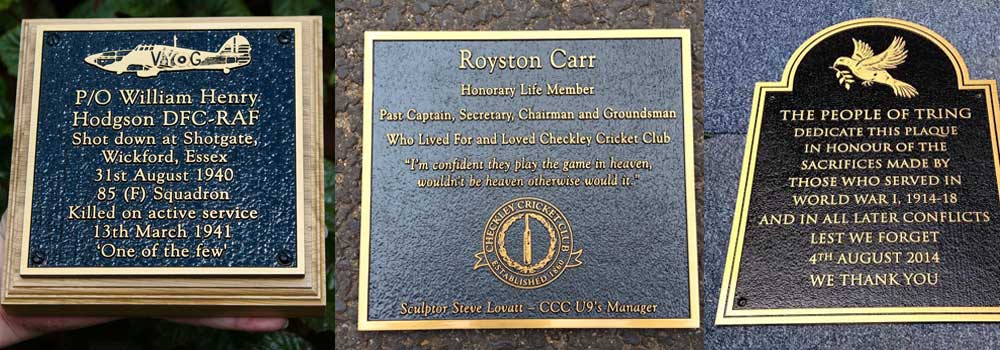 VY G
P/O William Henry
Hodgson DFC-RAF
Shot down at Shotgate,
Wickford, Essex
31st August 1940
85 (F) Squadron
Killed on active service
13th March 1941
'One of the few'
Royston Carr
Honorary Life Member
Past Captain, Secretary, Chairman and Groundsman
Who Lived For and Loved Checkley Cricket Club
"I'm confident they play the game in heaven,
wouldn't be heaven otherwise would it."
CHECKLEY CRICKET CLUB
ESTABLISHED 1860
Sculptor Steve Lovatt – CCC U9's Manager
THE PEOPLE OF TRING
DEDICATE THIS PLAQUE
IN HONOUR OF THE
SACRIFICES MADE BY
THOSE WHO SERVED IN
WORLD WAR I, 1914-18
AND IN ALL LATER CONFLICTS
LEST WE FORGET
4TH AUGUST 2014
WE THANK YOU